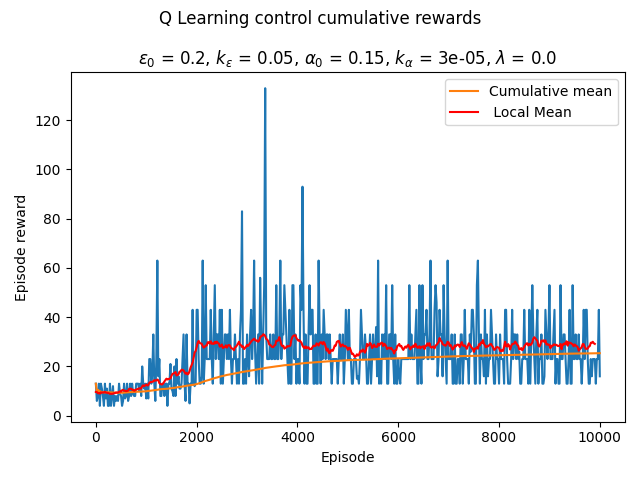 Q Learning control cumulative rewards
ε₀ = 0.2, kε = 0.05, α₀ = 0.15, kα = 3e-05, λ = 0.0
Cumulative mean
Local Mean
Episode reward
120
100
80
60
40
20
0
0 2000 4000 6000 8000 10000
Episode